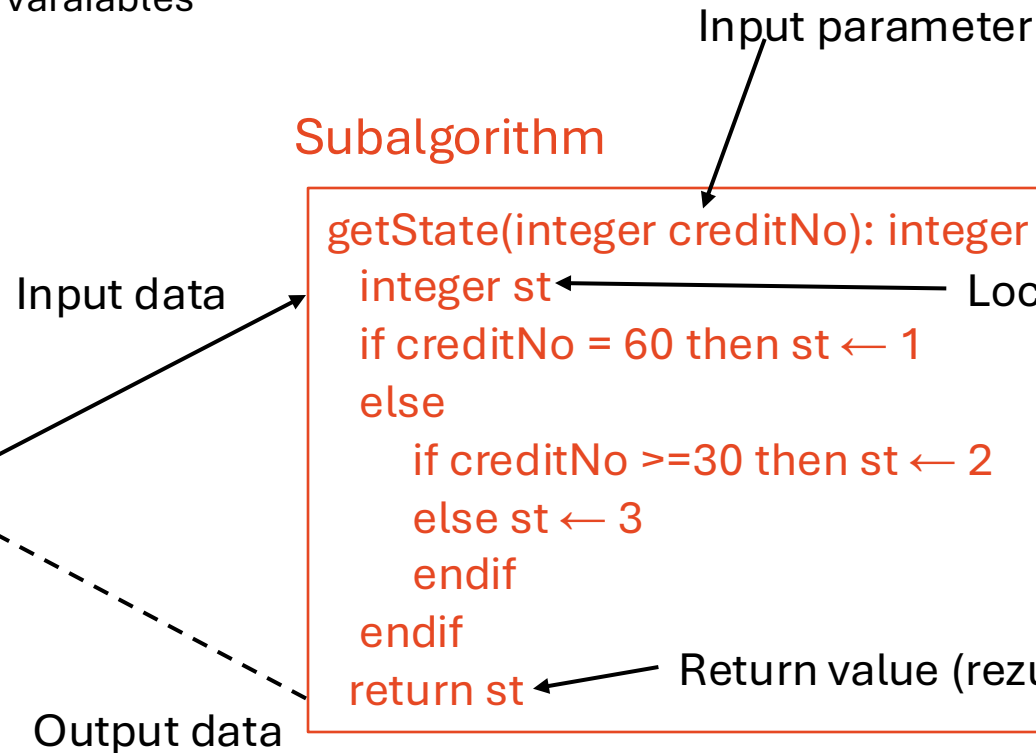 varaiables
Input parameter
Subalgorithm
getState(integer creditNo): integer
Input data
integer st
if creditNo = 60 then st ← 1
else
if creditNo >=30 then st ← 2
else st ← 3
endif
endif
Return value
return st
Output data